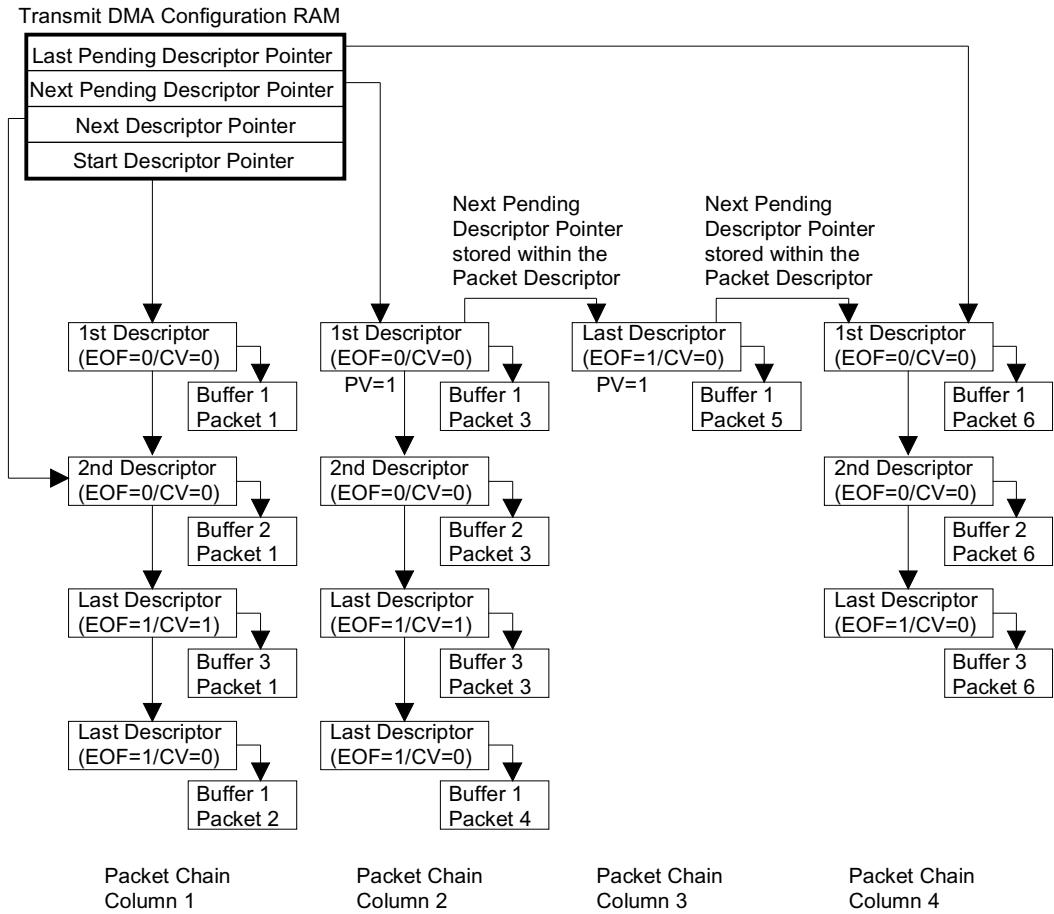 Transmit DMA Configuration RAM
Last Pending Descriptor Pointer
Next Pending Descriptor Pointer
Next Descriptor Pointer
Start Descriptor Pointer
Next Pending
Descriptor Pointer
stored within the
Packet Descriptor
Next Pending
Descriptor Pointer
stored within the
Packet Descriptor
1st Descriptor
(EOF=0/CV=0)
Buffer 1
Packet 1
2nd Descriptor
(EOF=0/CV=0)
Buffer 2
Packet 1
Last Descriptor
(EOF=1/CV=1)
Buffer 3
Packet 1
Last Descriptor
(EOF=1/CV=0)
Buffer 1
Packet 2
Packet Chain
Column 1
1st Descriptor
(EOF=0/CV=0)
PV=1
Buffer 1
Packet 3
2nd Descriptor
(EOF=0/CV=0)
Buffer 2
Packet 3
Last Descriptor
(EOF=1/CV=1)
Buffer 3
Packet 3
Last Descriptor
(EOF=1/CV=0)
Buffer 1
Packet 4
Packet Chain
Column 2
Last Descriptor
(EOF=1/CV=0)
PV=1
Buffer 1
Packet 5
Packet Chain
Column 3
1st Descriptor
(EOF=0/CV=0)
Buffer 1
Packet 6
2nd Descriptor
(EOF=0/CV=0)
Buffer 2
Packet 6
Last Descriptor
(EOF=1/CV=0)
Buffer 3
Packet 6
Packet Chain
Column 4